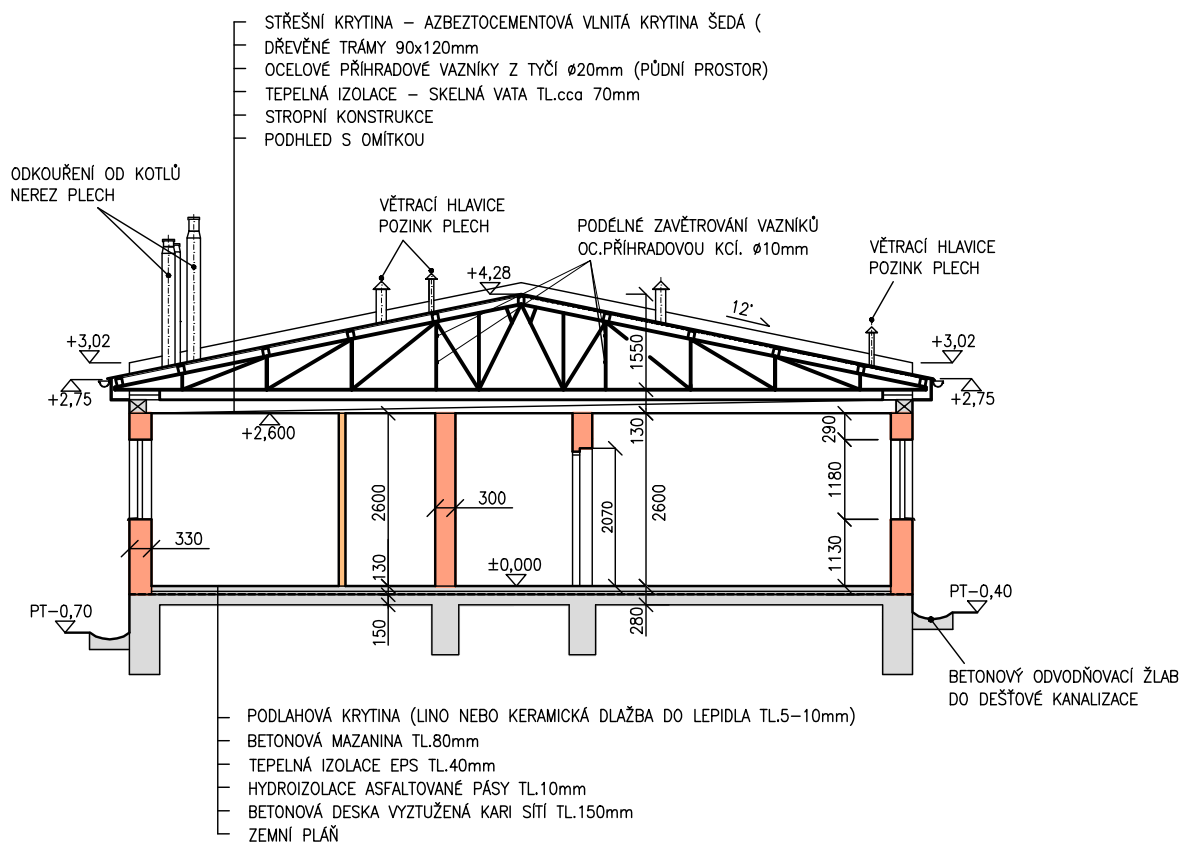 STŘEŠNÍ KRYTINA – AZBEZTOCEMENTOVÁ VLNITÁ KRYTINA ŠEDÁ (
DŘEVĚNÉ TRÁMY 90x120mm
OCELOVÉ PŘÍHRADOVÉ VAZNÍKY Z TYČÍ ø20mm (PŮDNÍ PROSTOR)
TEPELNÁ IZOLACE – SKELNÁ VATA TL.cca 70mm
STROPNÍ KONSTRUKCE
PODHLED S OMÍTKOU
ODKOUŘENÍ OD KOTLŮ
NEREZ PLECH
VĚTRACÍ HLAVICE
POZINK PLECH
PODÉLNÉ ZAVĚTROVÁNÍ VAZNÍKŮ
OC.PŘÍHRADOVOU KCÍ. ø10mm
VĚTRACÍ HLAVICE
POZINK PLECH
+4,28
12°
+3,02
1550
+3,02
+2,75
+2,75
+2,600
130
290
2600
300
2070
2600
1180
330
130
±0,000
1130
PT–0,70
150
280
PT–0,40
BETONOVÝ ODVODŇOVACÍ ŽLAB
DO DEŠŤOVÉ KANALIZACE
PODLAHOVÁ KRYTINA (LINO NEBO KERAMICKÁ DLAŽBA DO LEPIDLA TL.5–10mm)
BETONOVÁ MAZANINA TL.80mm
TEPELNÁ IZOLACE EPS TL.40mm
HYDROIZOLACE ASFALTOVANÉ PÁSY TL.10mm
BETONOVÁ DESKA VYZTUŽENÁ KARI SÍTÍ TL.150mm
ZEMNÍ PLÁŇ